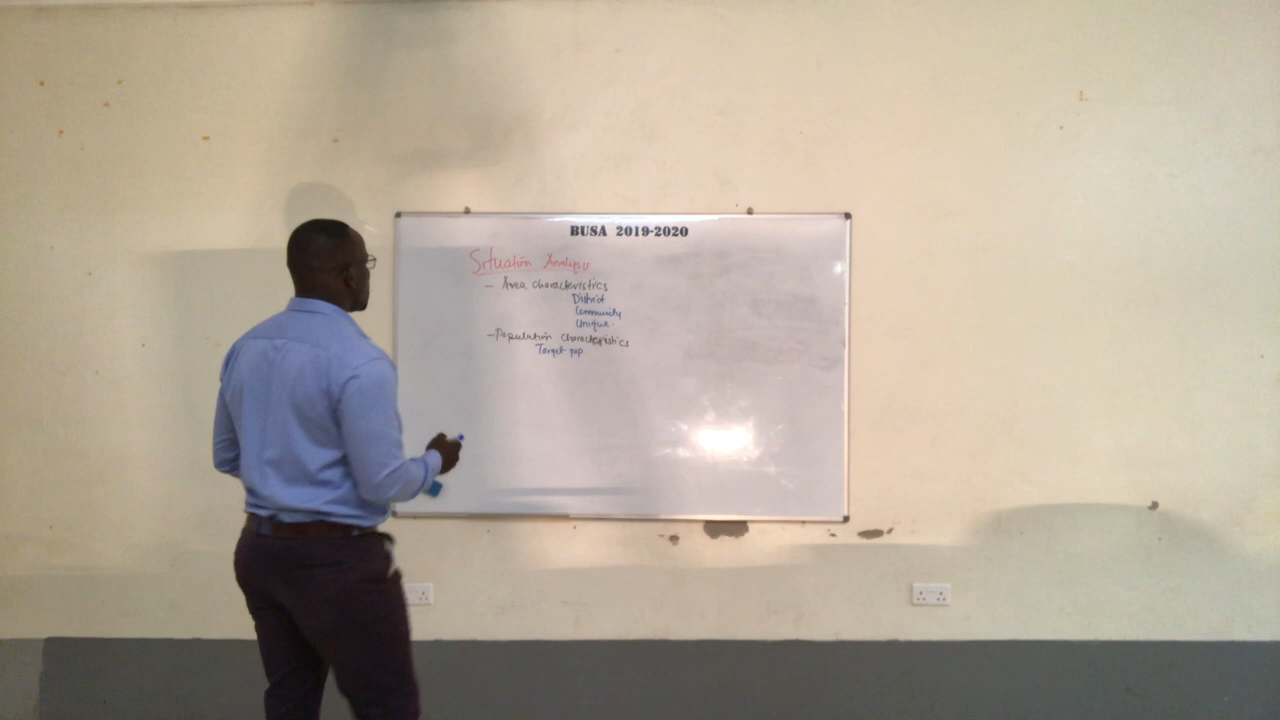 BUSA 2019-2020
Situation Analysis
- Area characteristics
District
Community
Unique.
- Population characteristics
Target pop